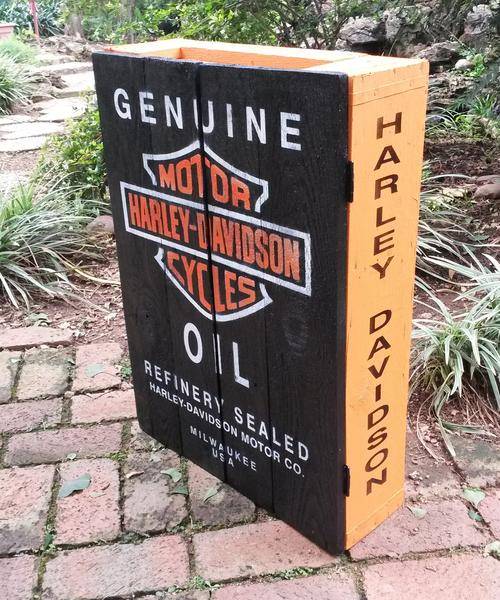 GENUINE
MOTOR
HARLEY-DAVIDSON
CYCLES
OIL
REFINERY SEALED
HARLEY-DAVIDSON MOTOR CO.
MILWAUKEE
USA
HARLEY DAVIDSON